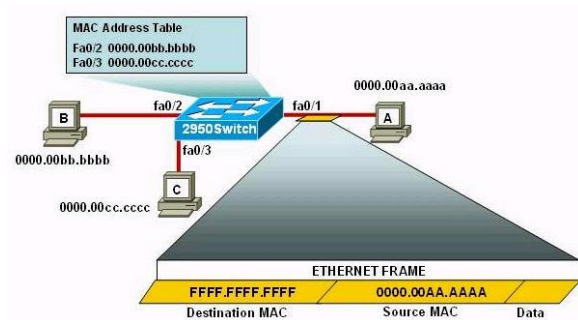 MAC Address Table
Fa0/2 0000.00bb.bbbb
Fa0/3 0000.00cc.cccc
0000.00aa.aaaa
fa0/2
fa0/1
B
A
2950Switch
0000.00bb.bbbb
fa0/3
C
0000.00cc.cccc
ETHERNET FRAME
FFFF.FFFF.FFFF 0000.00AA.AAAA
Destination MAC Source MAC Data